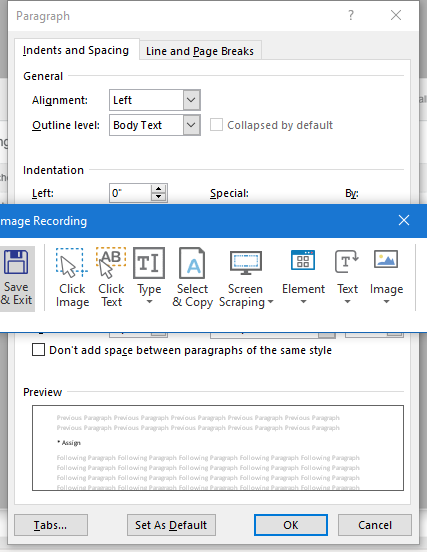 Paragraph ? ×
Indents and Spacing Line and Page Breaks
General
Alignment: Left
Outline level: Body Text Collapsed by default
Indentation
Left: 0" Special: By:
mage Recording
Save & Exit
Click Image
Click Text
Type
Select & Copy
Screen Scraping
Element
Text
Image
Don't add space between paragraphs of the same style
Preview
Previous Paragraph Previous Paragraph Previous Paragraph Previous Paragraph Previous Paragraph
Previous Paragraph Previous Paragraph Previous Paragraph Previous Paragraph Previous Paragraph
* Assign
Following Paragraph Following Paragraph Following Paragraph Following Paragraph Following Paragraph
Following Paragraph Following Paragraph Following Paragraph Following Paragraph Following Paragraph
Following Paragraph Following Paragraph Following Paragraph Following Paragraph Following Paragraph
Following Paragraph Following Paragraph Following Paragraph Following Paragraph Following Paragraph
Tabs... Set As Default OK Cancel